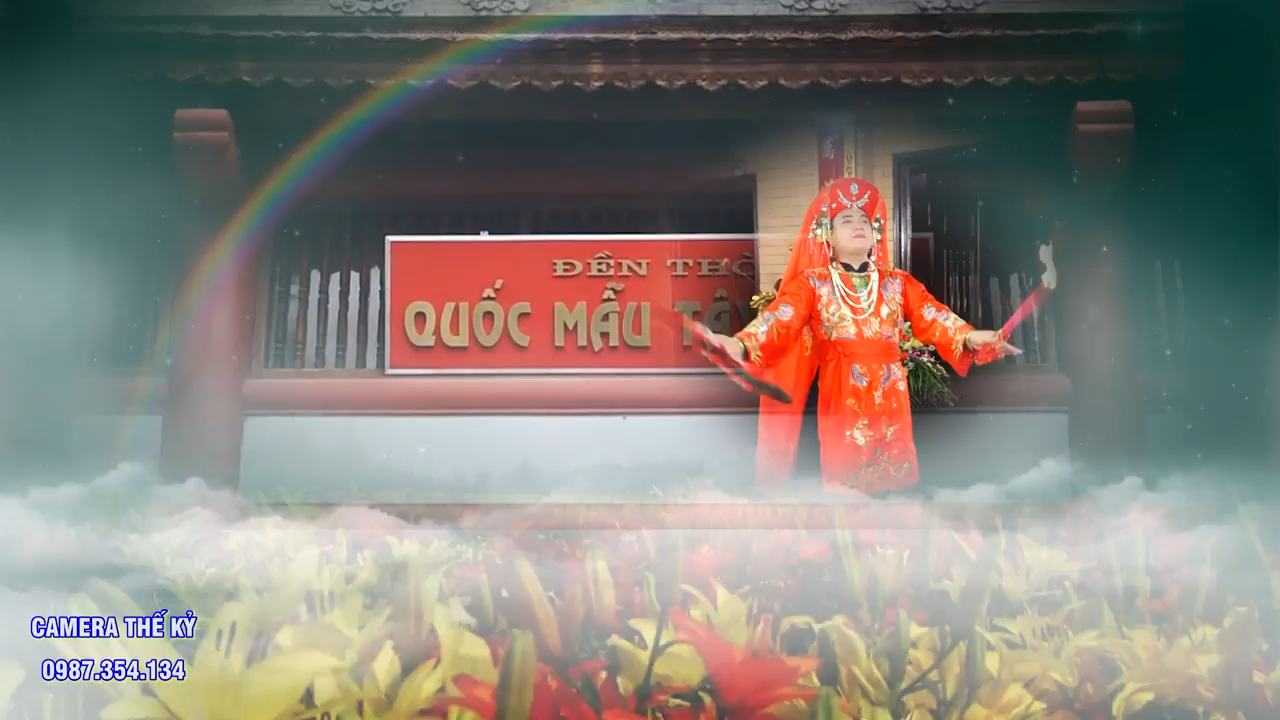 ĐỀN THỜ
QUỐC MẪU
CAMERA THẾ KỶ
0987.354.134